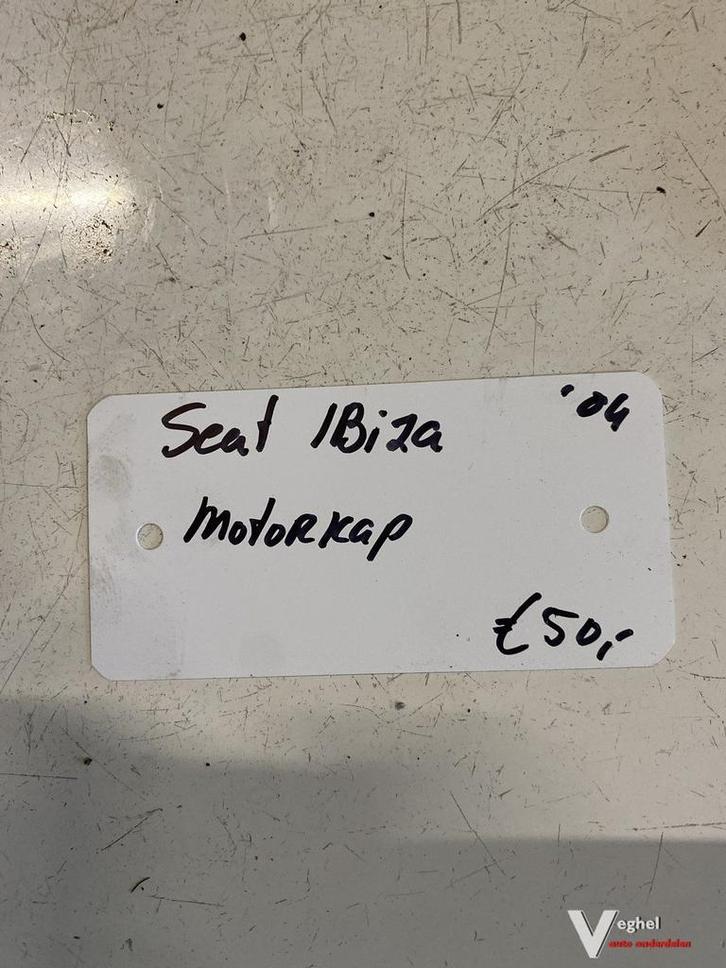 Seat IBiza '04
Motorkap
€50,-
Veghel
auto onderdelen